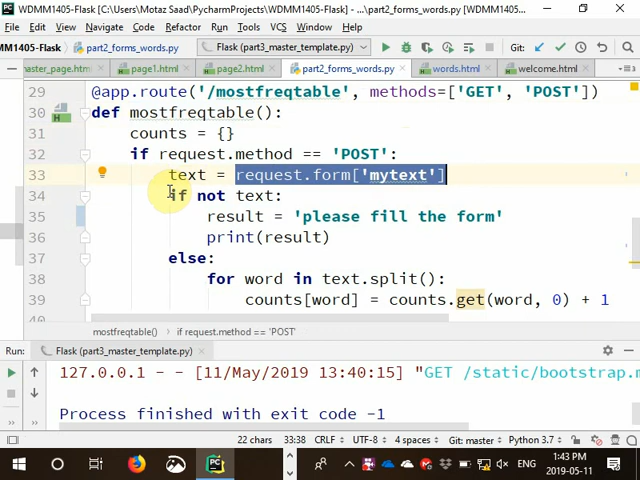 C:\Users\Motaz Saad\PycharmProjects\WDMM1405-Flask] - ...\part2_forms_words.py [WDMM1405-Flask] - Py...
File Edit View Navigate Code Refactor Run Tools VCS Window Help
MM1405-Flask part2_forms_words.py Flask (part3_master_template.py) Git:
master_page.html page1.html page2.html part2_forms_words.py words.html welcome.html
29 @app.route('/mostfreqtable', methods=['GET', 'POST'])
30 def mostfreqtable():
31 counts = {}
32 if request.method == 'POST':
33 text = request.form['mytext']
34 if not text:
35 result = 'please fill the form'
36 print(result)
37 else:
38 for word in text.split():
39 counts[word] = counts.get(word, 0) + 1
40
mostfreqtable() if request.method == 'POST'
Run: Flask (part3_master_template.py)
127.0.0.1 - - [11/May/2019 13:40:15] "GET /static/bootstrap.m
Process finished with exit code -1
22 chars 33:38 CRLF UTF-8 4 spaces Git: master Python 3.7
1:43 PM
2019-05-11